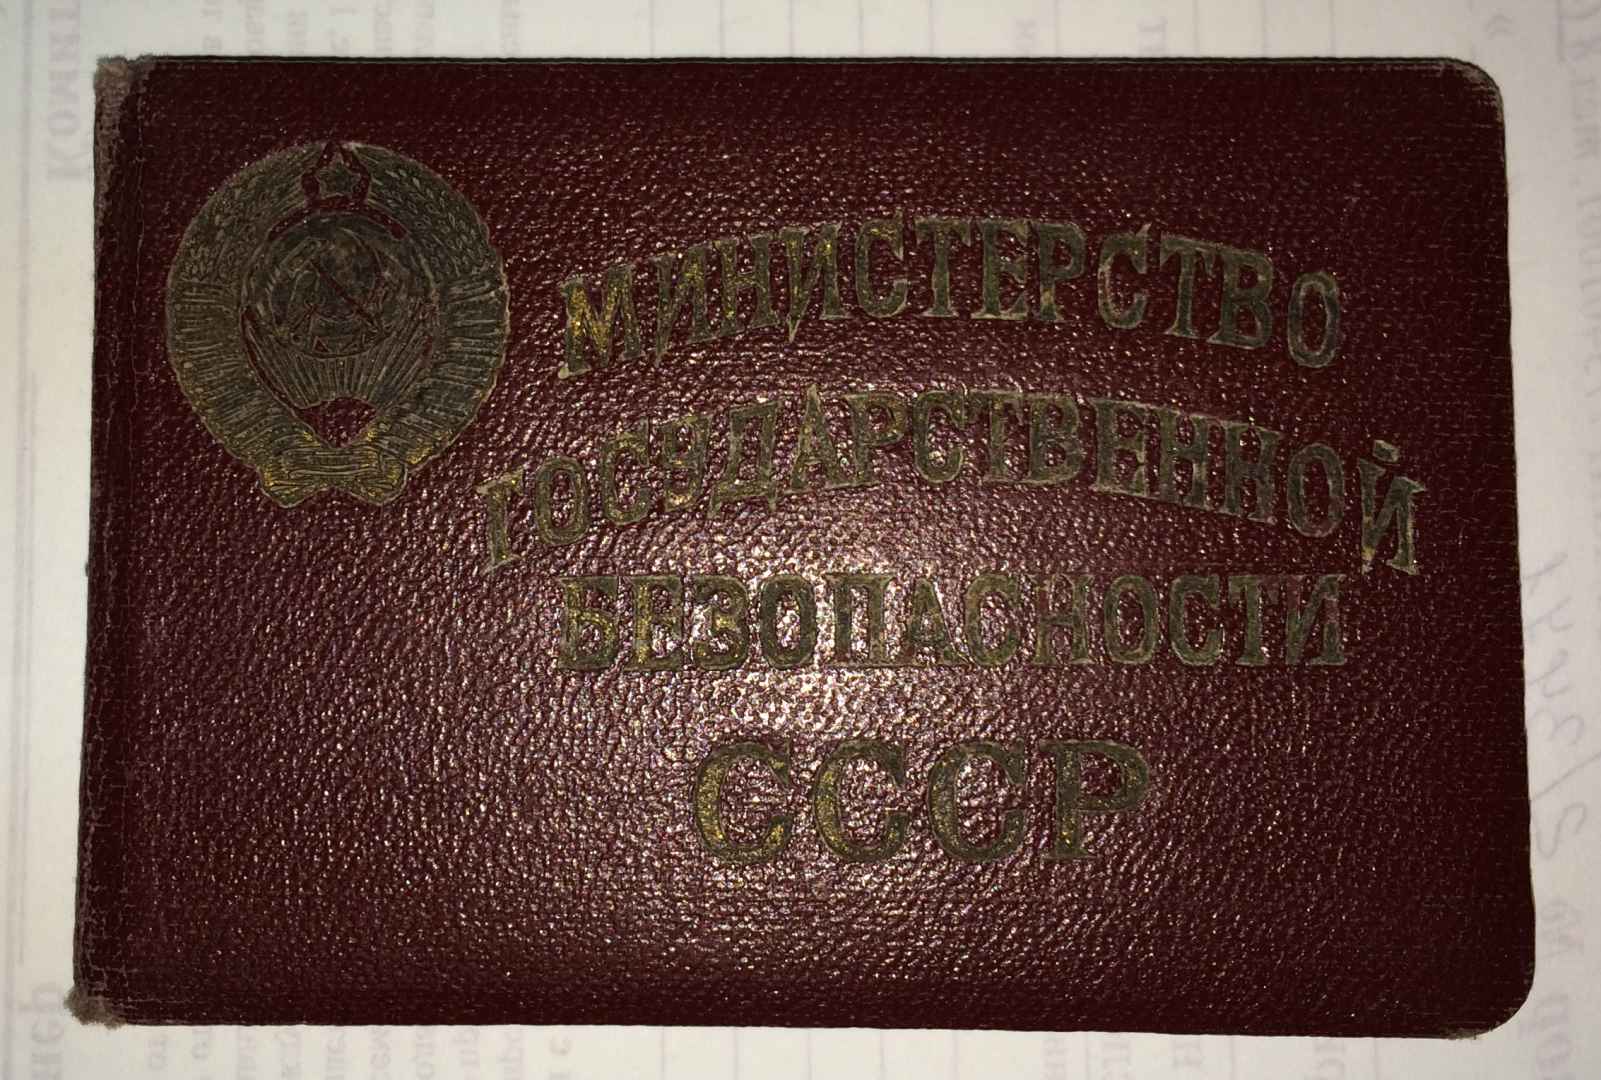 МИНИСТЕРСТВО
ГОСУДАРСТВЕННОЙ
БЕЗОПАСНОСТИ
СССР